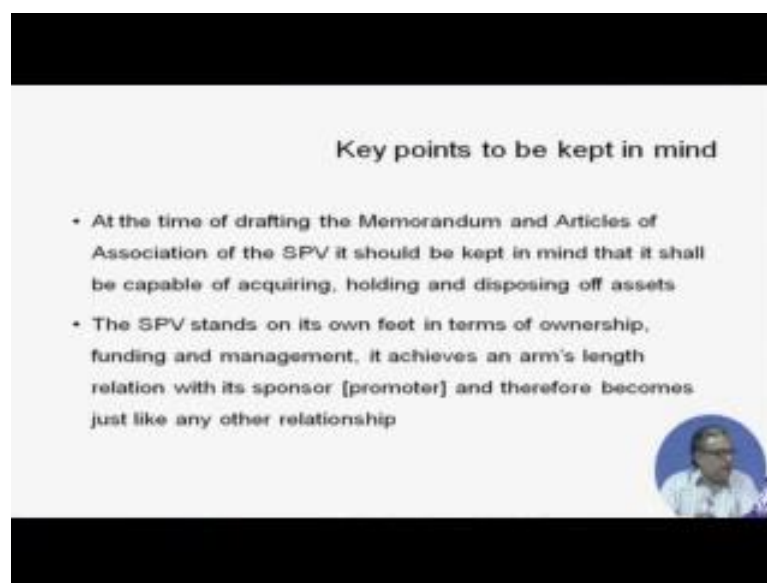 Key points to be kept in mind
• At the time of drafting the Memorandum and Articles of
Association of the SPV it should be kept in mind that it shall
be capable of acquiring, holding and disposing off assets
• The SPV stands on its own feet in terms of ownership,
funding and management, it achieves an arm's length
relation with its sponsor [promoter] and therefore becomes
just like any other relationship